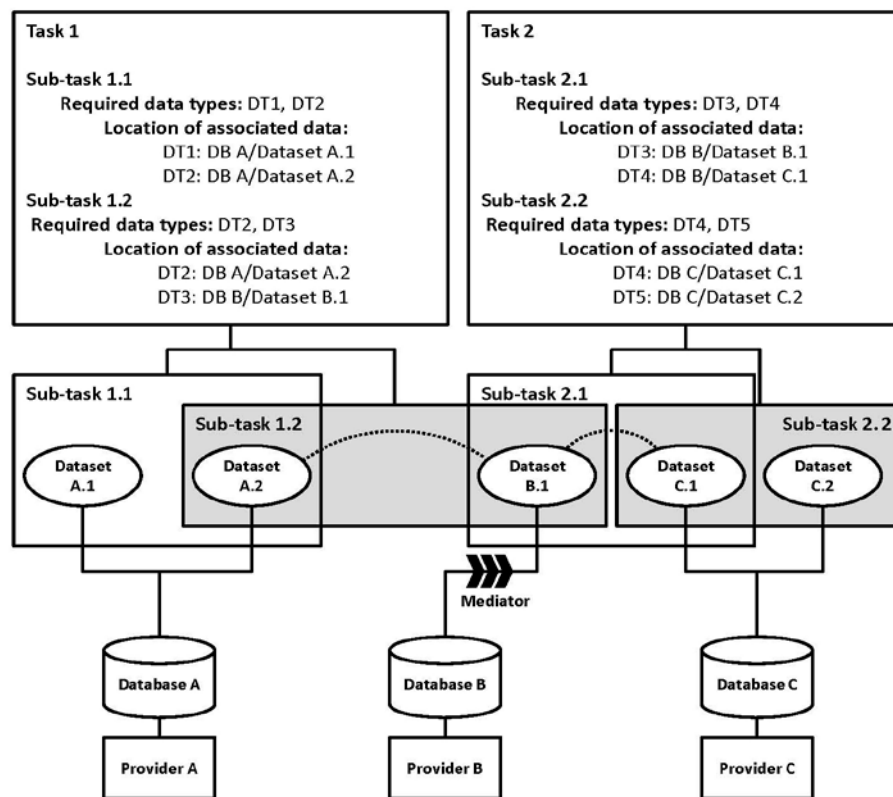 Task 1
Sub-task 1.1
Required data types: DT1, DT2
Location of associated data:
DT1: DB A/Dataset A.1
DT2: DB A/Dataset A.2
Sub-task 1.2
Required data types: DT2, DT3
Location of associated data:
DT2: DB A/Dataset A.2
DT3: DB B/Dataset B.1
Task 2
Sub-task 2.1
Required data types: DT3, DT4
Location of associated data:
DT3: DB B/Dataset B.1
DT4: DB B/Dataset C.1
Sub-task 2.2
Required data types: DT4, DT5
Location of associated data:
DT4: DB C/Dataset C.1
DT5: DB C/Dataset C.2
Sub-task 1.1
Sub-task 1.2
Sub-task 2.1
Sub-task 2.2
Dataset
A.1
Dataset
A.2
Dataset
B.1
Dataset
C.1
Dataset
C.2
Mediator
Database A
Database B
Database C
Provider A
Provider B
Provider C